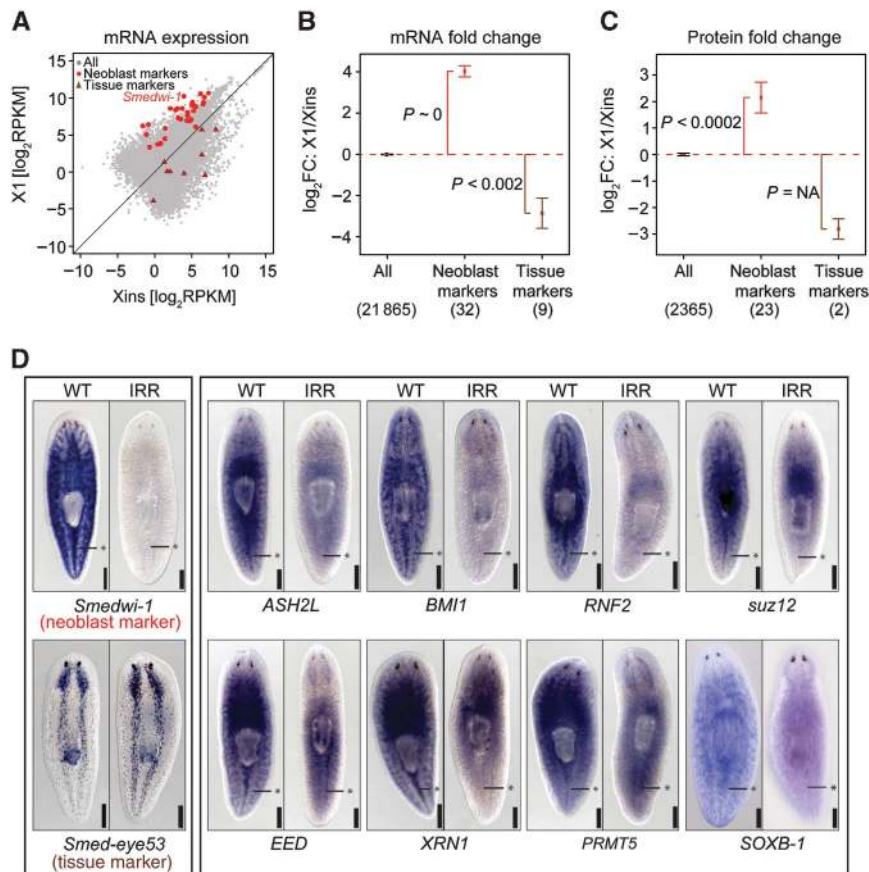 A
mRNA expression
X1 [log2RPKM]
15
10
5
0
−5
−10
All
Neoblast markers
Tissue markers
Smedwi-1
−10
−5
0
5
10
15
Xins [log2RPKM]
B
mRNA fold change
log2FC: X1/Xins
4
2
0
−2
−4
P ~ 0
P < 0.002
All
Neoblast markers
Tissue markers
(21 865)
(32)
(9)
C
Protein fold change
log2FC: X1/Xins
3
2
1
0
−1
−2
−3
P < 0.0002
P = NA
All
Neoblast markers
Tissue markers
(2365)
(23)
(2)
D
WT IRR
WT IRR WT IRR WT IRR WT IRR
* *
* * * * * * * *
Smedwi-1
(neoblast marker)
ASH2L BMI1 RNF2 suz12
* * * * * * * *
Smed-eye53
(tissue marker)
EED XRN1 PRMT5 SOXB-1